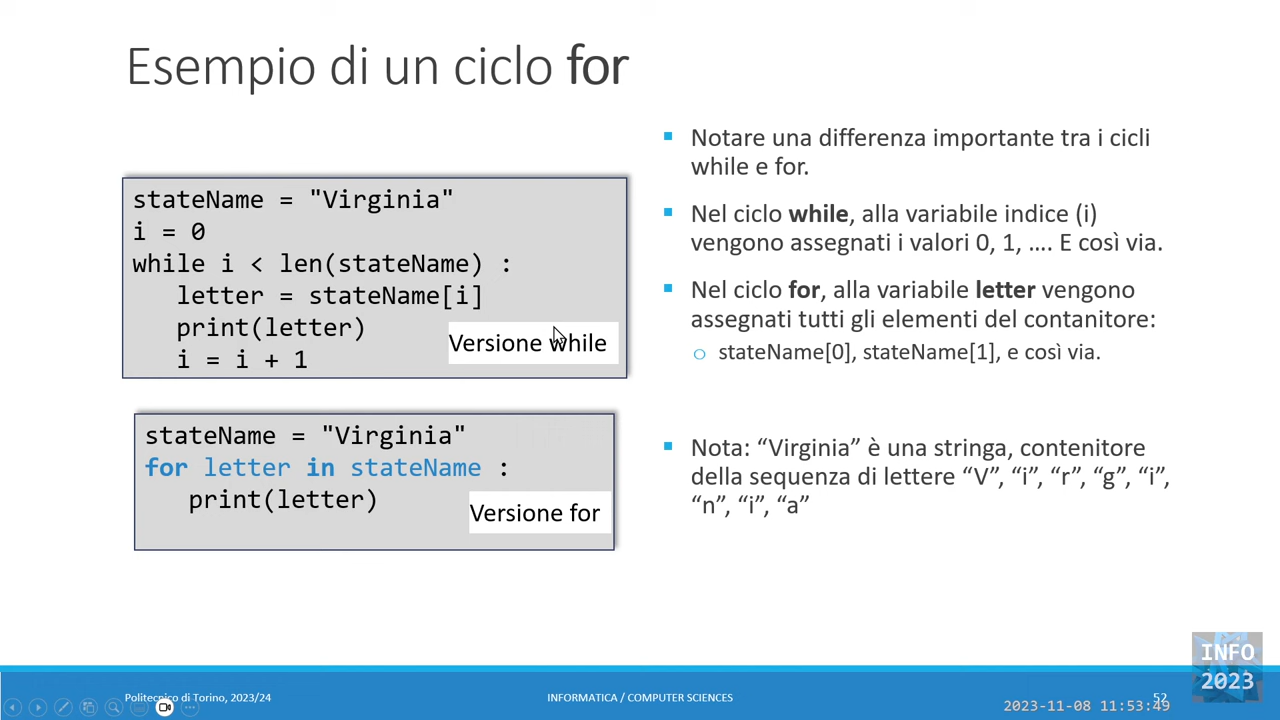 Esempio di un ciclo for
stateName = "Virginia"
i = 0
while i < len(stateName) :
letter = stateName[i]
print(letter)
i = i + 1
Versione while
stateName = "Virginia"
for letter in stateName :
print(letter)
Versione for
Notare una differenza importante tra i cicli
while e for.
Nel ciclo while, alla variabile indice (i)
vengono assegnati i valori 0, 1, …. E così via.
Nel ciclo for, alla variabile letter vengono
assegnati tutti gli elementi del contanitore:
stateName[0], stateName[1], e così via.
Nota: “Virginia” è una stringa, contenitore
della sequenza di lettere “V”, “i”, “r”, “g”, “i”,
“n”, “i”, “a”
Politecnico di Torino, 2023/24
INFORMATICA / COMPUTER SCIENCES
52
INFO
2023
2023-11-08 11:53:49